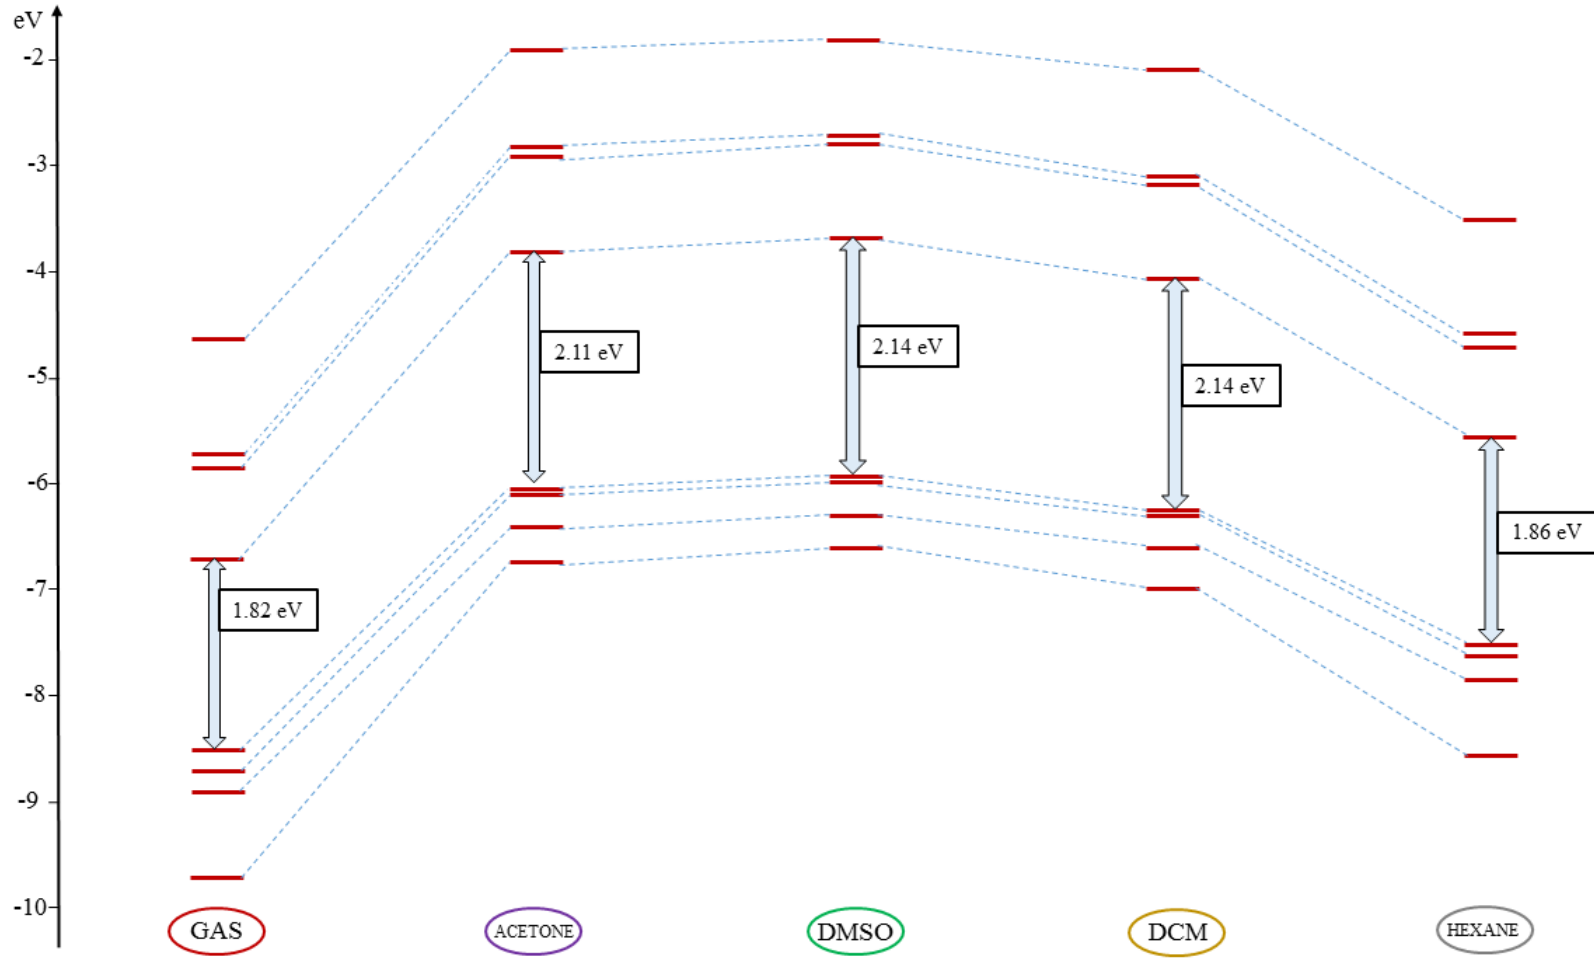 eV
-2
-3
-4
-5
-6
-7
-8
-9
-10
2.11 eV
2.14 eV
2.14 eV
1.86 eV
1.82 eV
GAS
ACETONE
DMSO
DCM
HEXANE